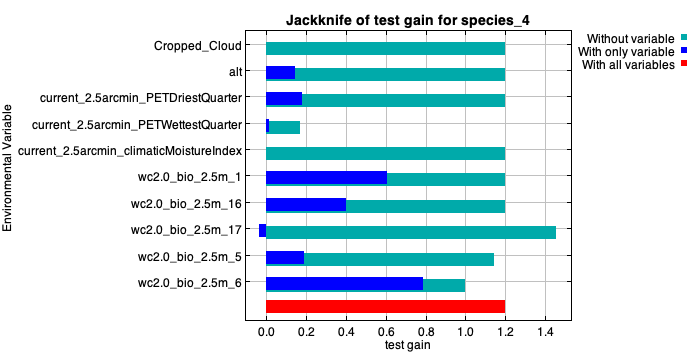 Jackknife of test gain for species_4
Without variable
With only variable
With all variables
Environmental Variable
Cropped_Cloud
alt
current_2.5arcmin_PETDriestQuarter
current_2.5arcmin_PETWettestQuarter
current_2.5arcmin_climaticMoistureIndex
wc2.0_bio_2.5m_1
wc2.0_bio_2.5m_16
wc2.0_bio_2.5m_17
wc2.0_bio_2.5m_5
wc2.0_bio_2.5m_6
0.0 0.2 0.4 0.6 0.8 1.0 1.2 1.4
test gain